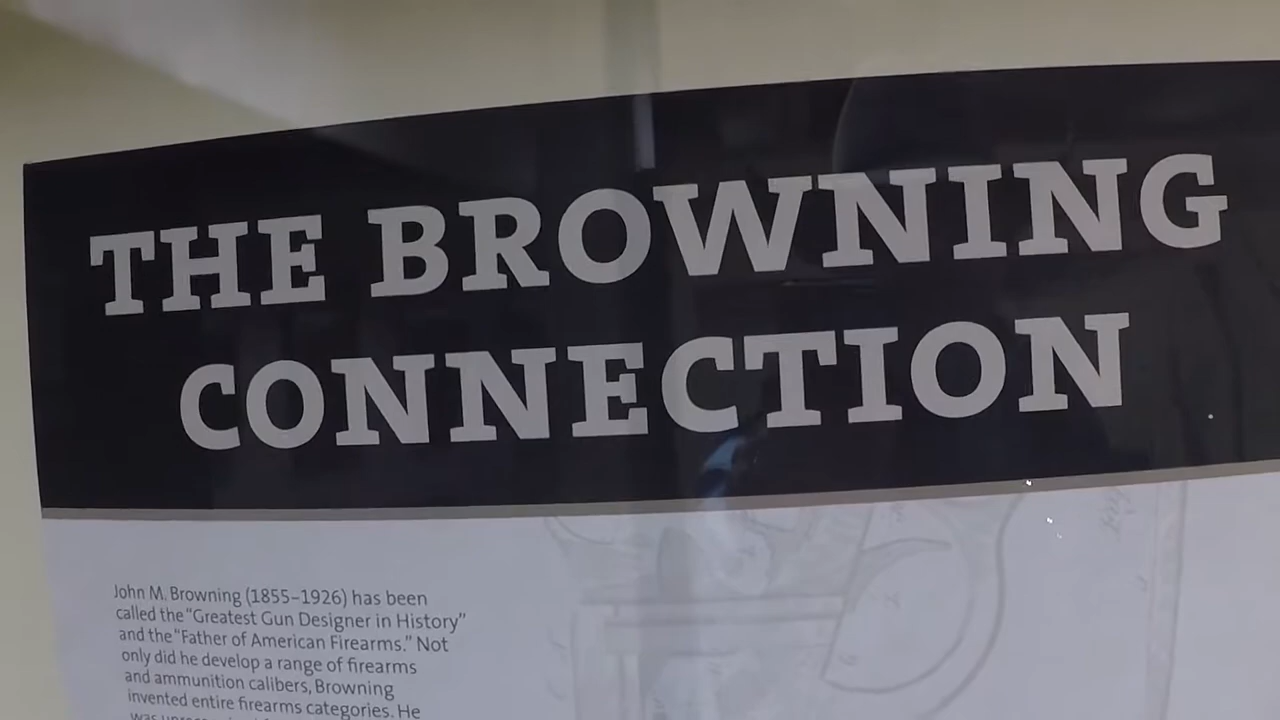 THE BROWNING
CONNECTION
John M. Browning (1855–1926) has been
called the “Greatest Gun Designer in History”
and the “Father of American Firearms.” Not
only did he develop a range of firearms
and ammunition calibers, Browning
invented entire firearms categories. He
was